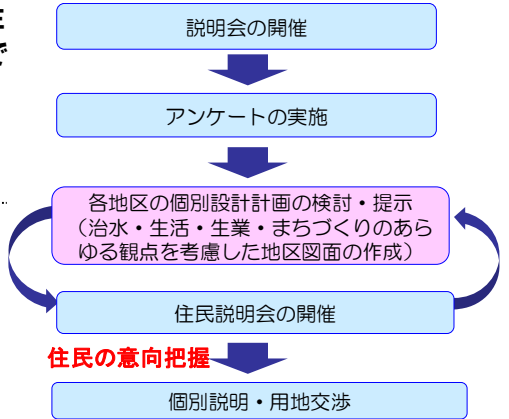 説明会の開催
アンケートの実施
各地区の個別設計計画の検討・提示
（治水・生活・生業・まちづくりのあら
ゆる観点を考慮した地区図面の作成）
住民説明会の開催
住民の意向把握
個別説明・用地交渉